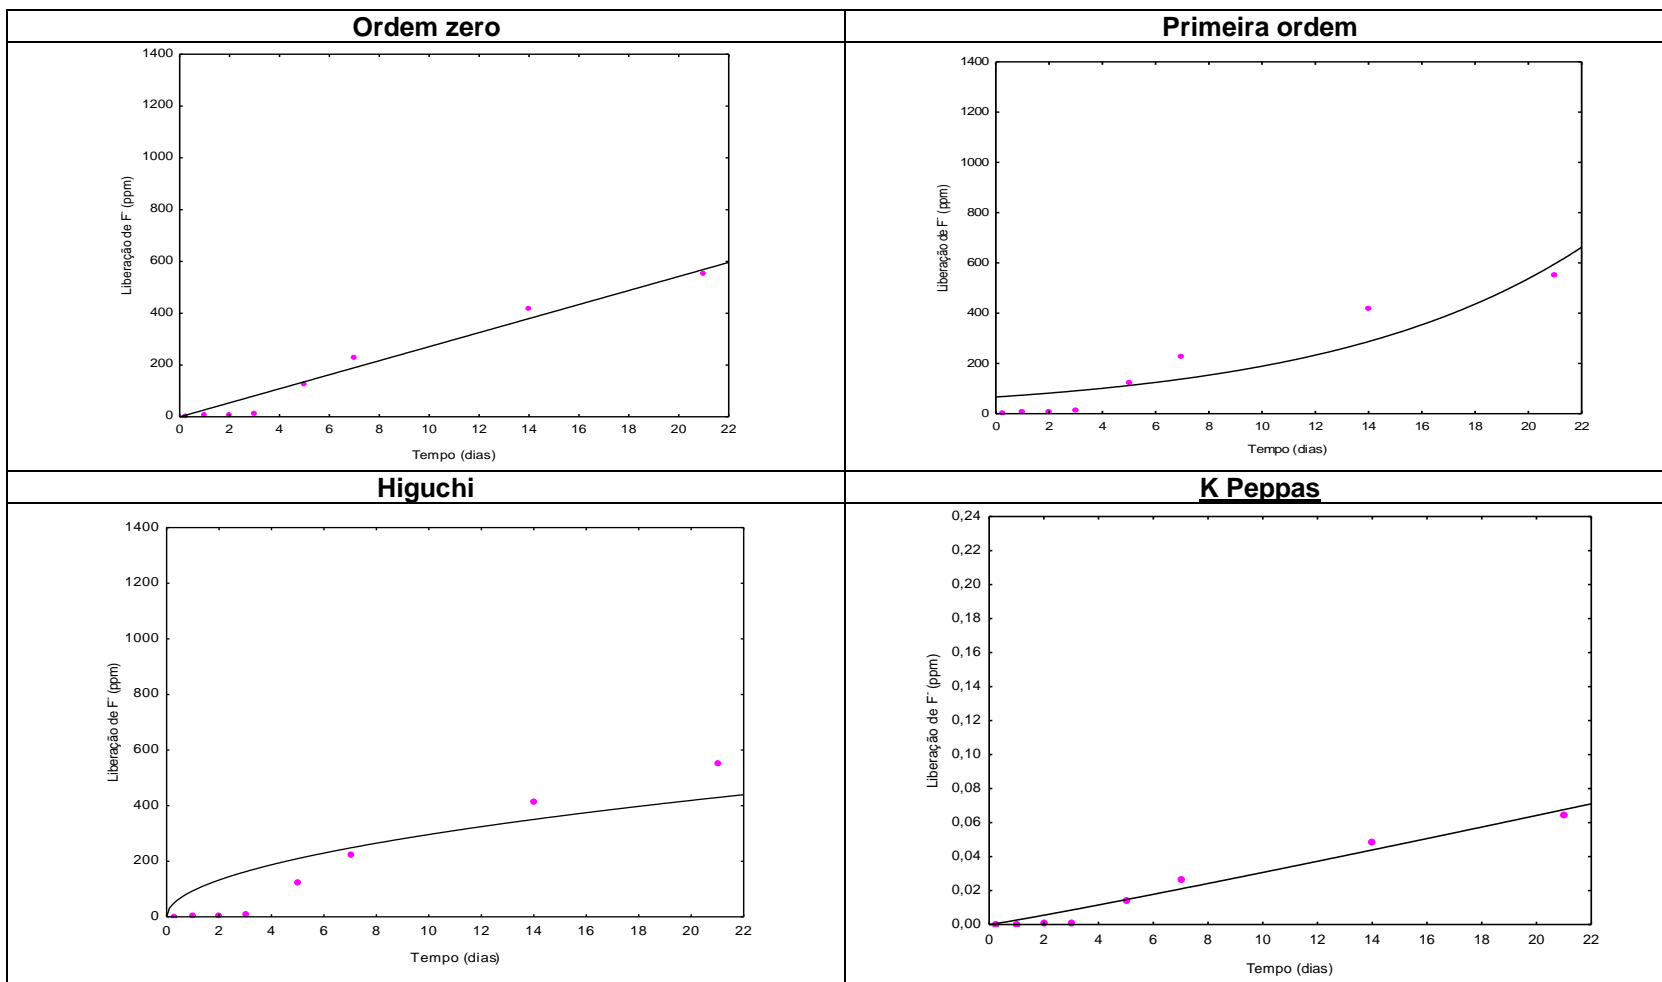 Ordem zero
Primeira ordem
1400
1200
1000
800
600
400
200
0
Liberação de F⁻ (ppm)
0 2 4 6 8 10 12 14 16 18 20 22
Tempo (dias)
1400
1200
1000
800
600
400
200
0
Liberação de F⁻ (ppm)
0 2 4 6 8 10 12 14 16 18 20 22
Tempo (dias)
Higuchi
K Peppas
1400
1200
1000
800
600
400
200
0
Liberação de F⁻ (ppm)
0 2 4 6 8 10 12 14 16 18 20 22
Tempo (dias)
0,24
0,22
0,20
0,18
0,16
0,14
0,12
0,10
0,08
0,06
0,04
0,02
0,00
Liberação de F⁻ (ppm)
0 2 4 6 8 10 12 14 16 18 20 22
Tempo (dias)